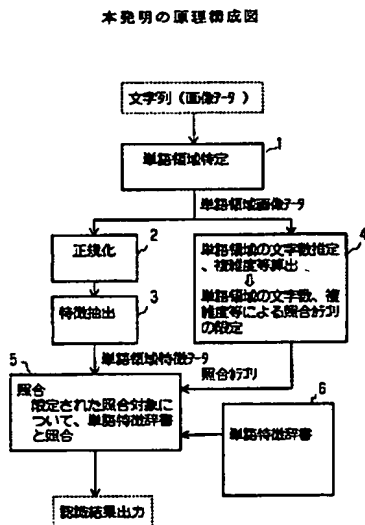 本発明の原理構成図
文字列（画像データ）
1
単語領域特定
単語領域画像データ
2
正規化
3
特徴抽出
4
単語領域の文字数推定
、複雑度等算出
⇩
単語領域の文字数、複
雑度等による照合カテゴリ
の限定
単語領域特徴データ
照合カテゴリ
5
照合
限定された照合対象に
ついて、単語特徴辞書
と照合
6
単語特徴辞書
認識結果出力